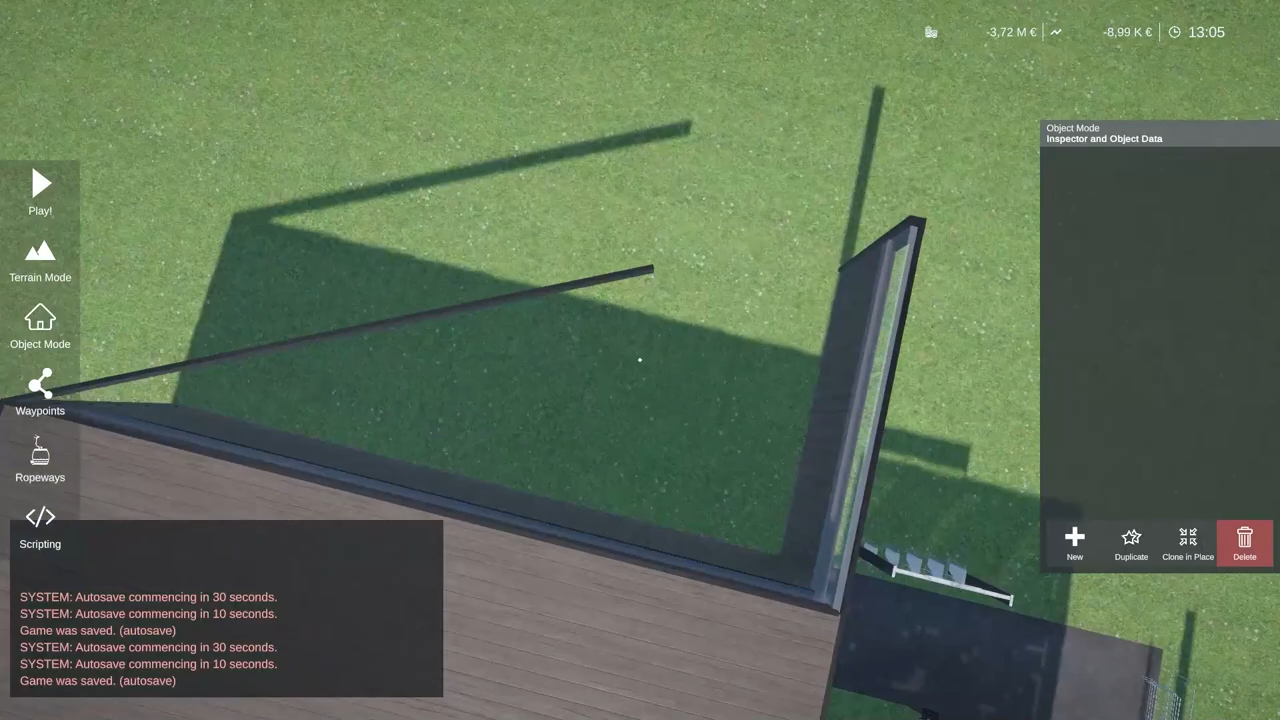 -3,72 M €
-8,99 K €
13:05
Object Mode
Inspector and Object Data
Play!
Terrain Mode
Object Mode
Waypoints
Ropeways
Scripting
New
Duplicate
Clone in Place
Delete
SYSTEM: Autosave commencing in 30 seconds.
SYSTEM: Autosave commencing in 10 seconds.
Game was saved. (autosave)
SYSTEM: Autosave commencing in 30 seconds.
SYSTEM: Autosave commencing in 10 seconds.
Game was saved. (autosave)